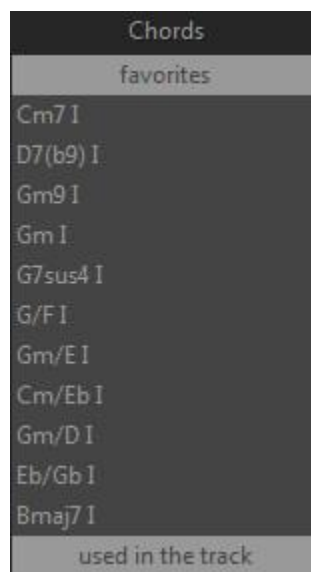 Chords
favorites
Cm7 I
D7(b9) I
Gm9 I
Gm I
G7sus4 I
G/F I
Gm/E I
Cm/Eb I
Gm/D I
Eb/Gb I
Bmaj7 I
used in the track